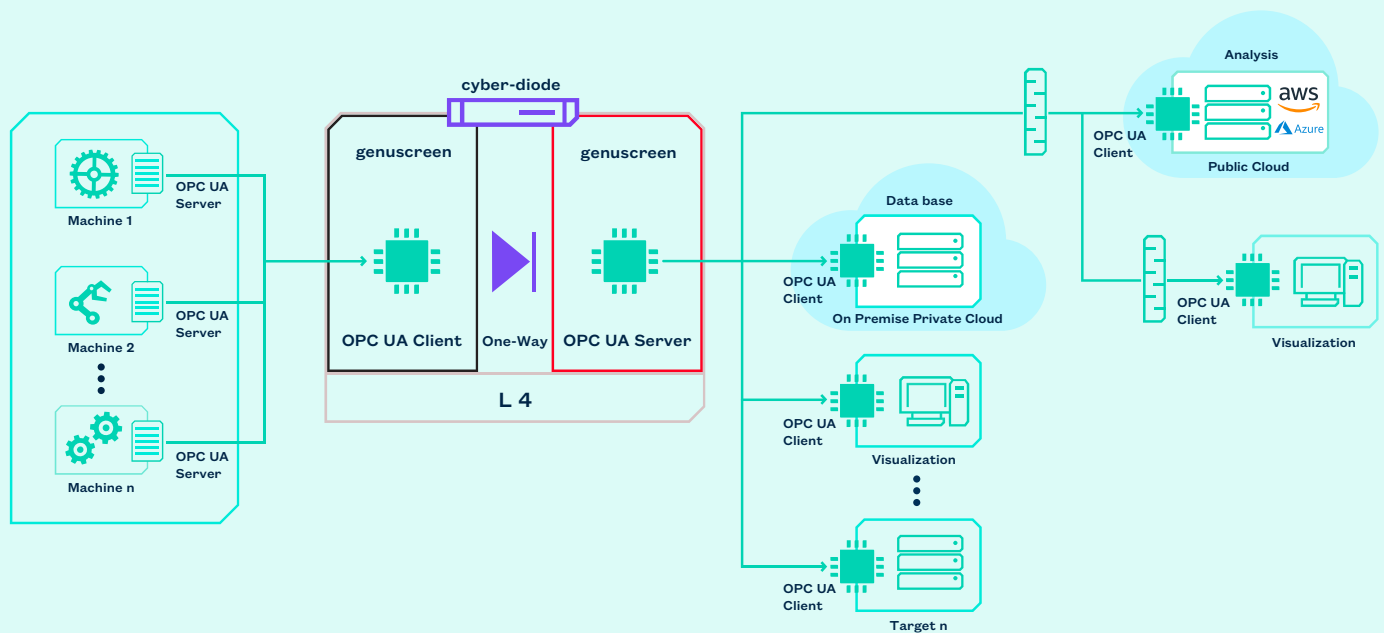 cyber-diode
genuscreen
genuscreen
OPC UA
Server
Machine 1
OPC UA
Server
Machine 2
OPC UA
Server
Machine n
OPC UA Client
One-Way
OPC UA Server
L 4
Analysis
aws
Azure
OPC UA
Client
Public Cloud
Data base
OPC UA
Client
On Premise Private Cloud
OPC UA
Client
Visualization
OPC UA
Client
Visualization
OPC UA
Client
Target n